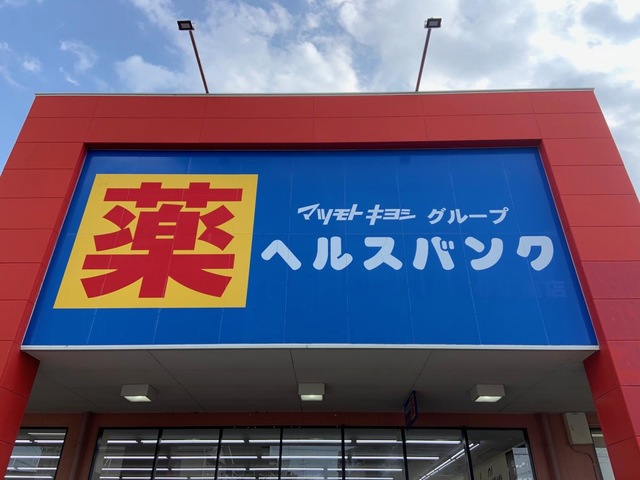 薬
マツモトキヨシ グループ
ヘルスバンク